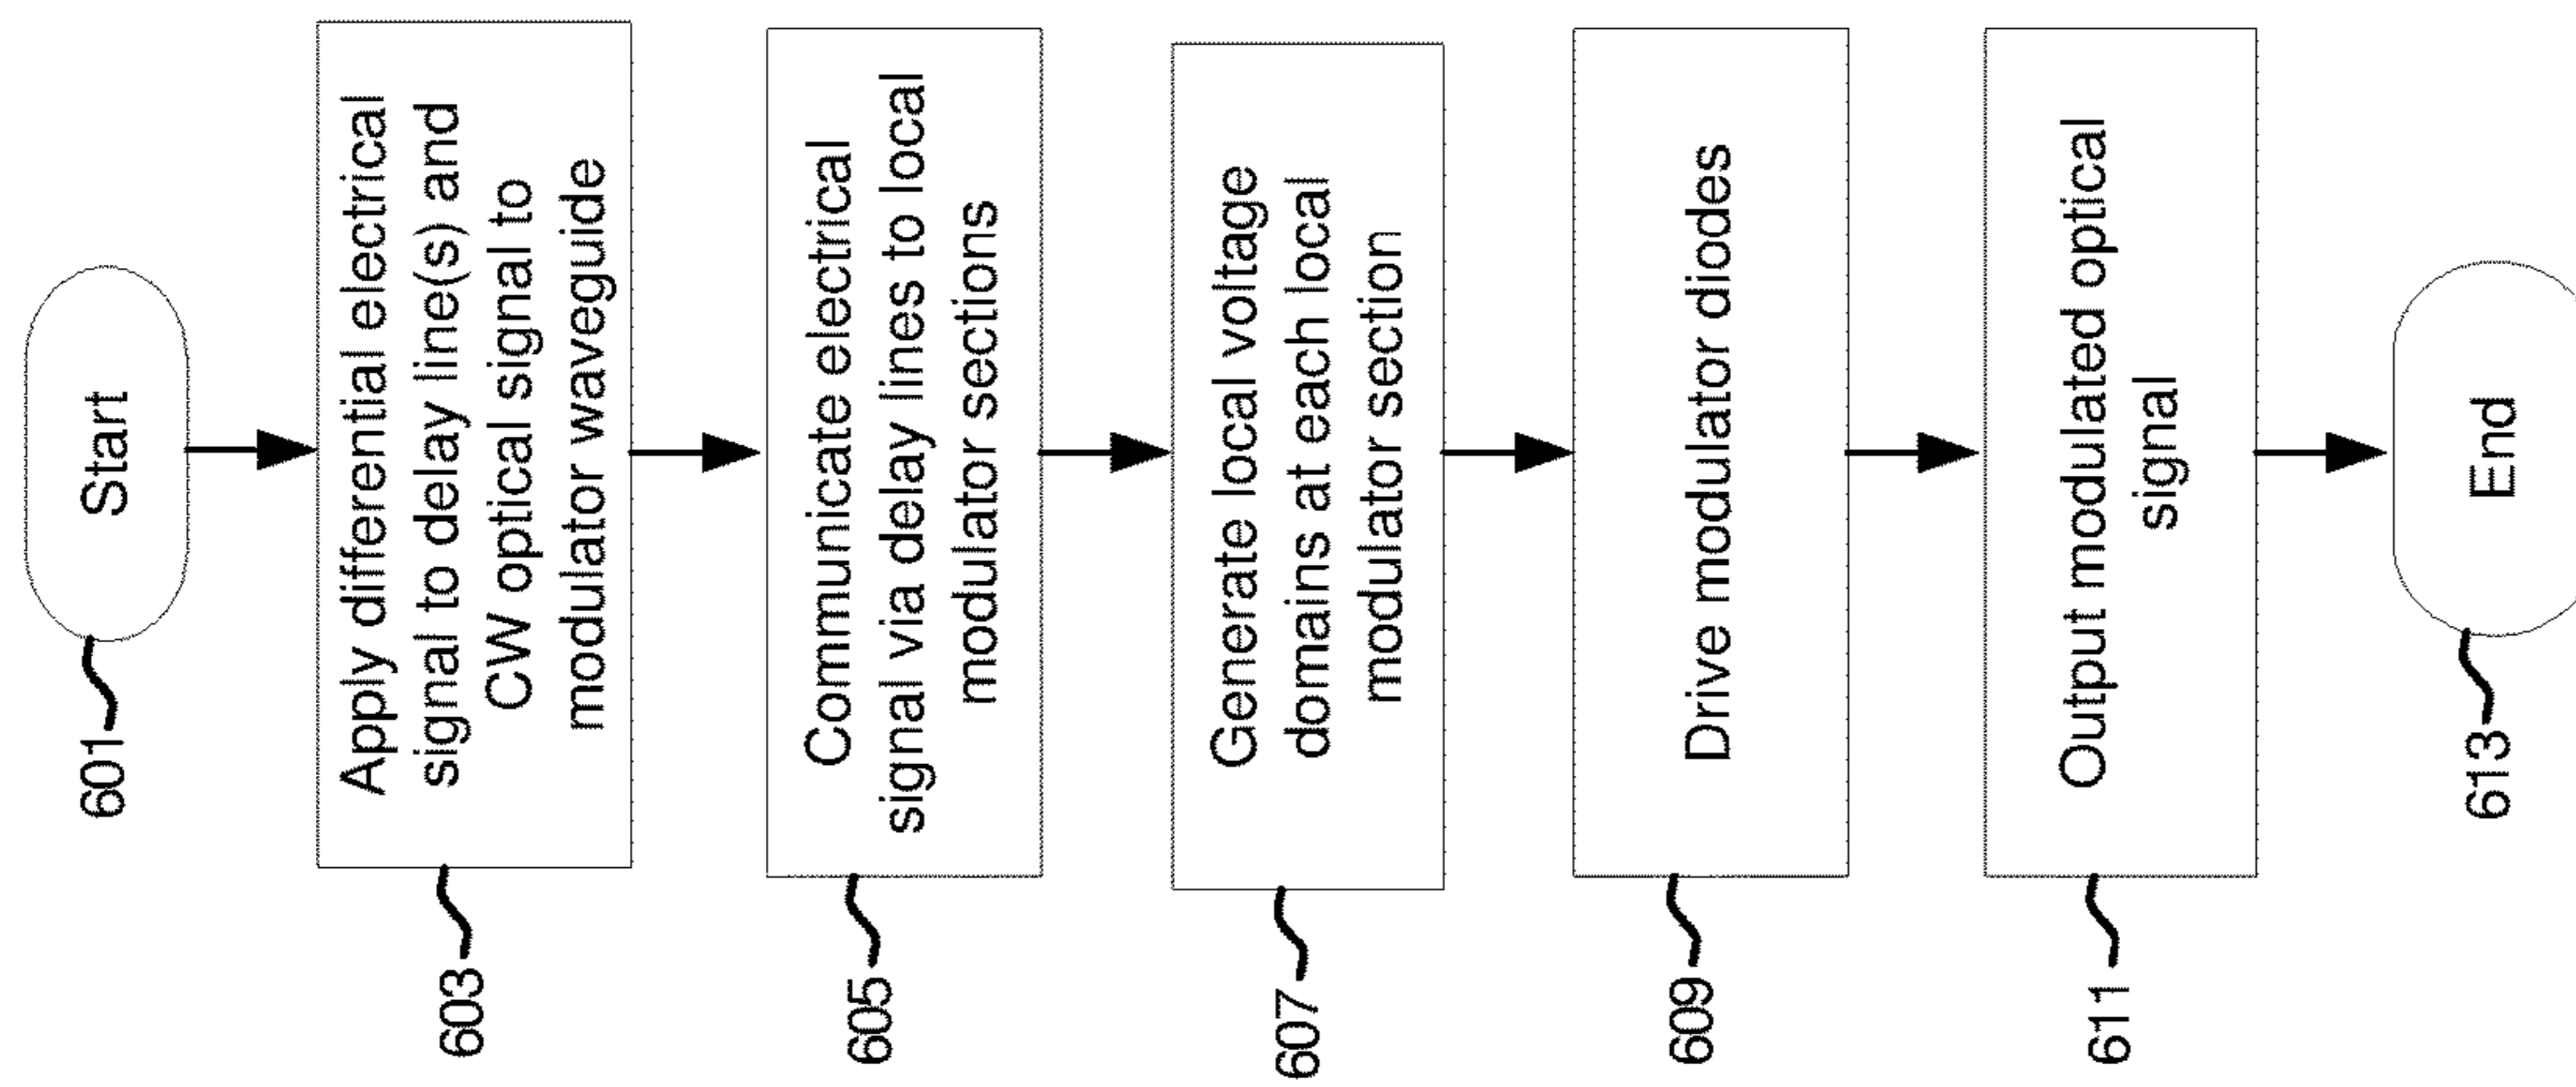 Start
601
Apply differential electrical
signal to delay line(s) and
CW optical signal to
modulator waveguide
603
Communicate electrical
signal via delay lines to local
modulator sections
605
Generate local voltage
domains at each local
modulator section
607
Drive modulator diodes
609
Output modulated optical
signal
611
End
613